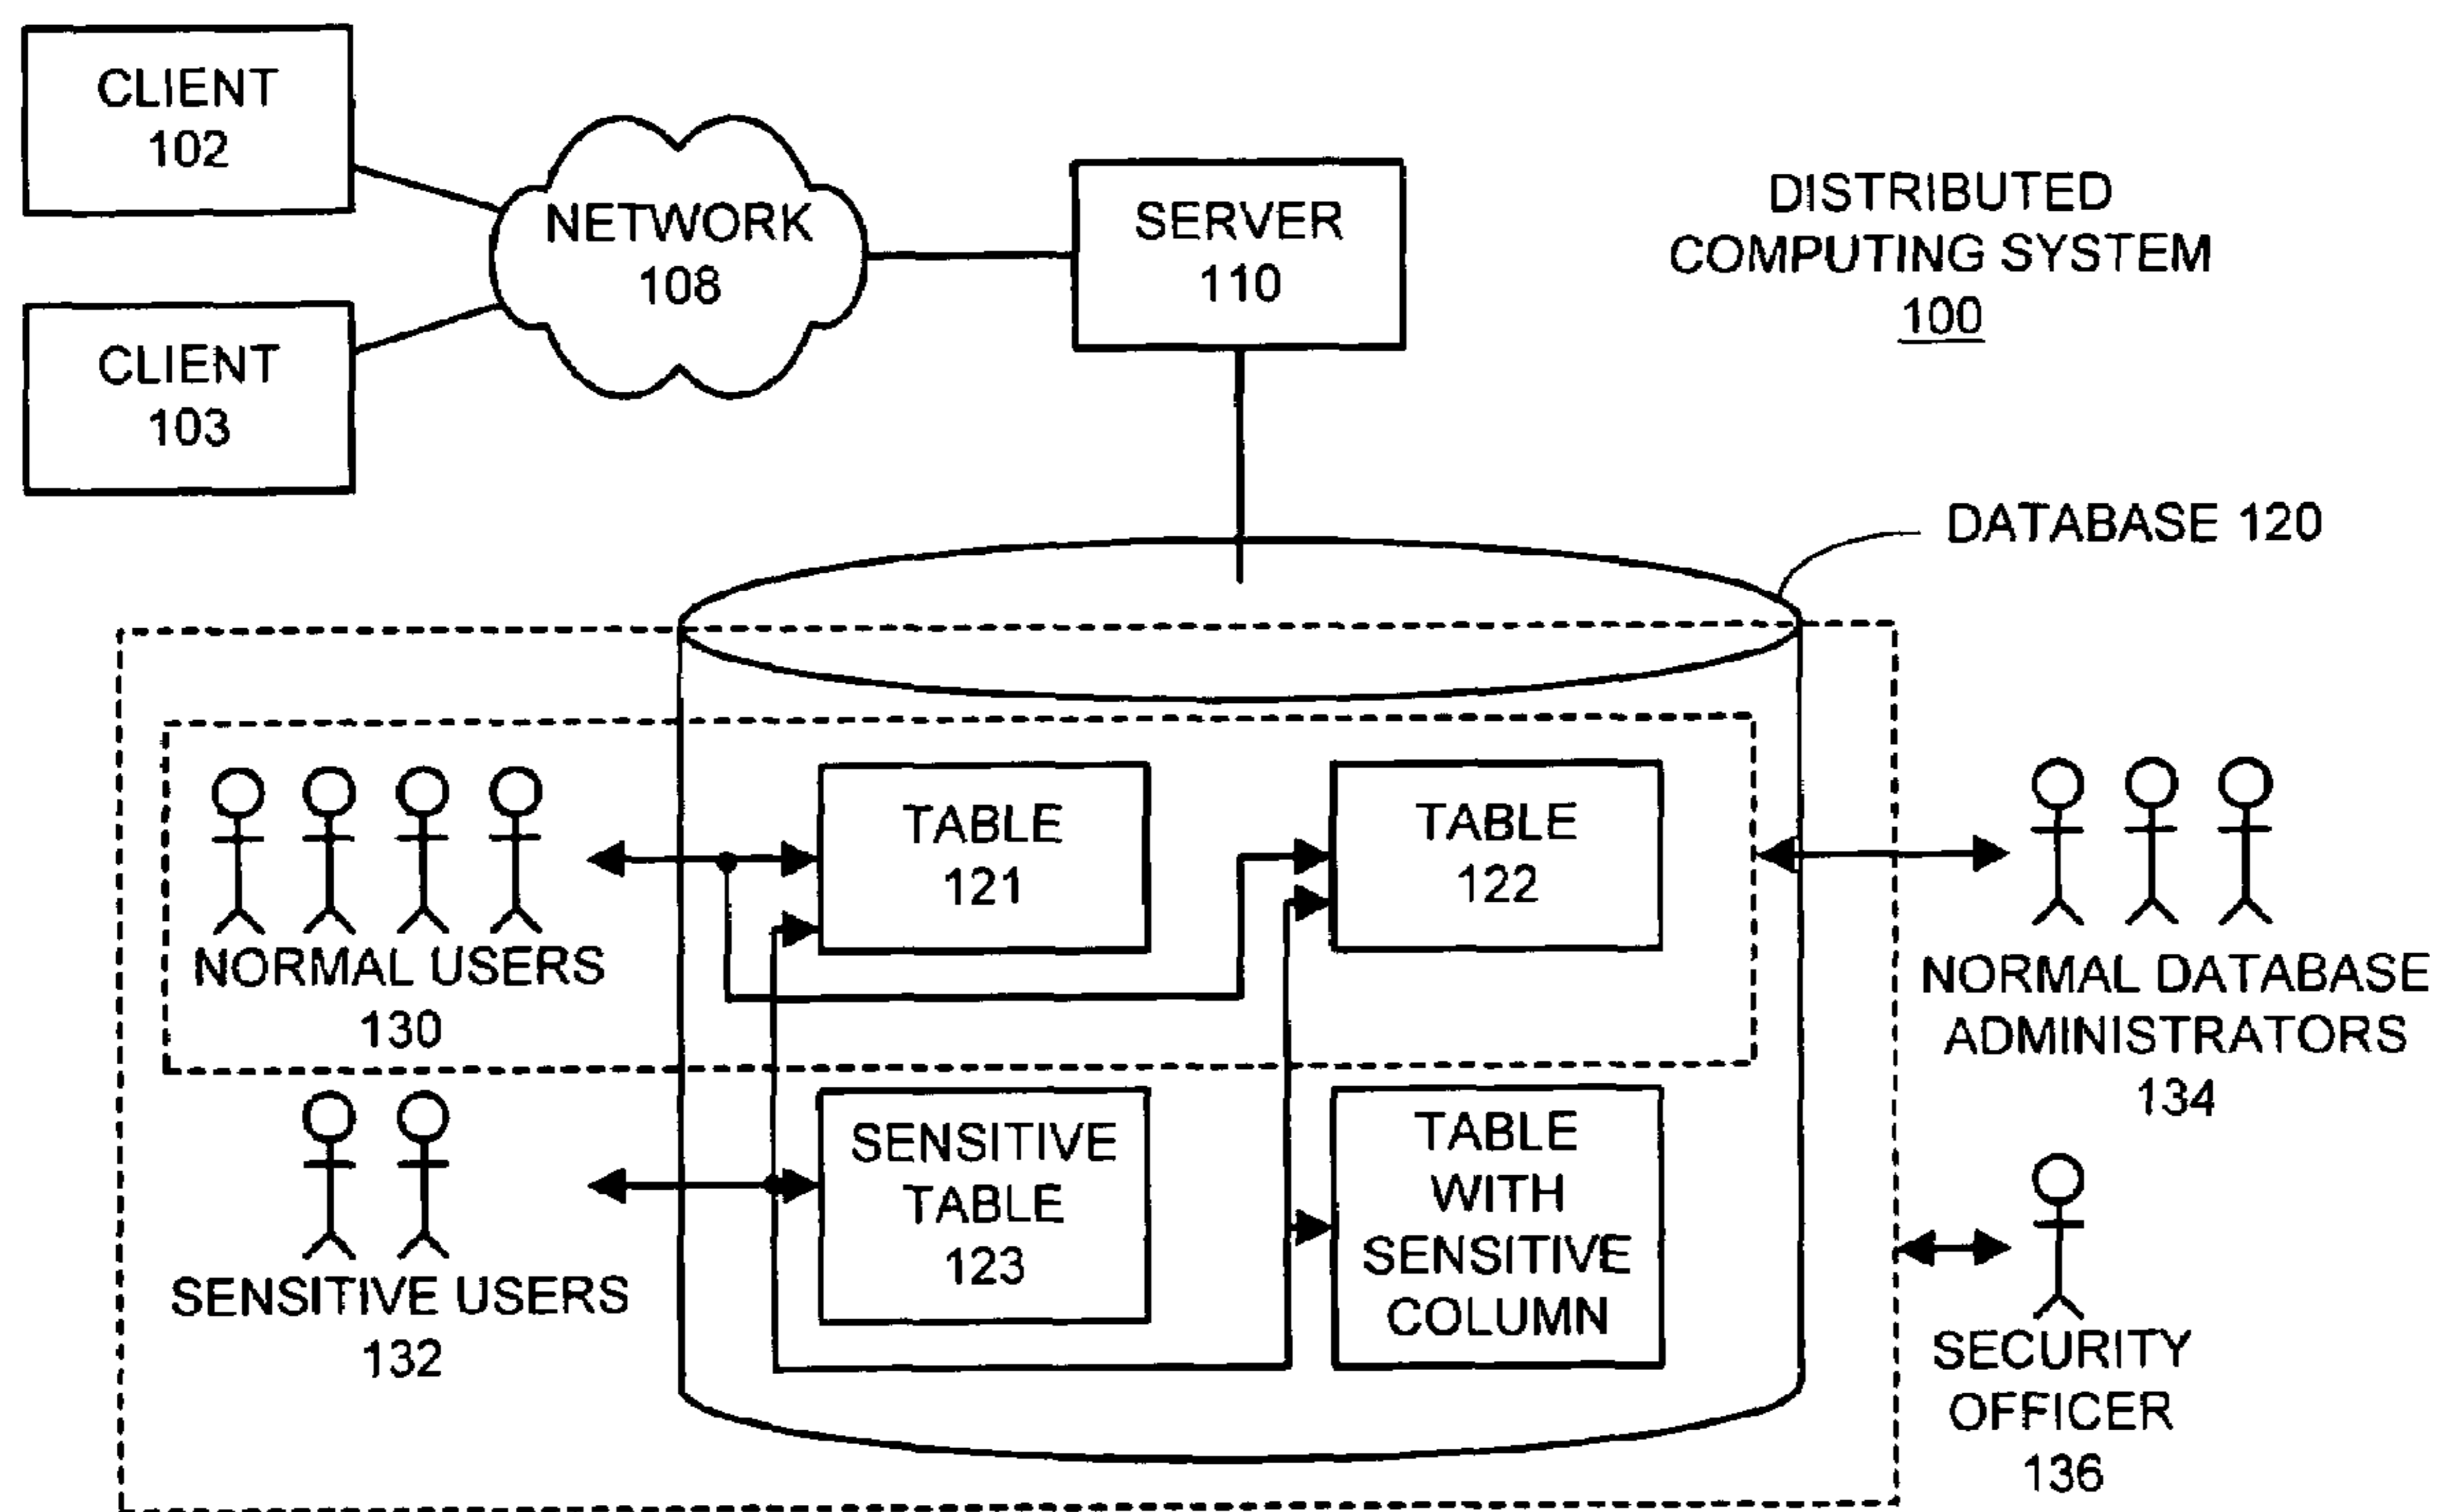 CLIENT
102
CLIENT
103
NETWORK
108
SERVER
110
DISTRIBUTED
COMPUTING SYSTEM
100
DATABASE 120
NORMAL USERS
130
TABLE
121
TABLE
122
NORMAL DATABASE
ADMINISTRATORS
134
SENSITIVE USERS
132
SENSITIVE
TABLE
123
TABLE
WITH
SENSITIVE
COLUMN
SECURITY
OFFICER
136